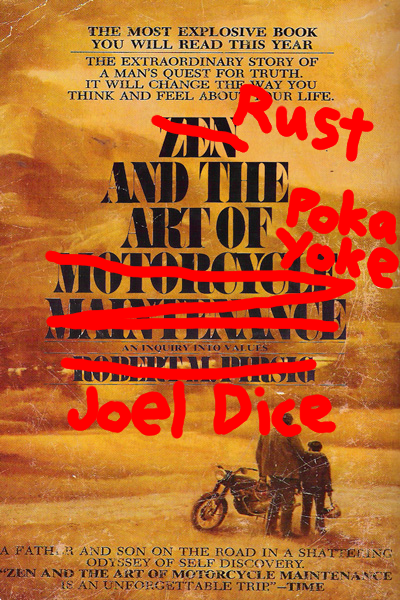 THE MOST EXPLOSIVE BOOK
YOU WILL READ THIS YEAR
THE EXTRAORDINARY STORY OF
A MAN'S QUEST FOR TRUTH.
IT WILL CHANGE THE WAY YOU
THINK AND FEEL ABOUT YOUR LIFE.
ZEN Rust
AND THE
ART OF Poka
Yoke
MOTORCYCLE
MAINTENANCE
AN INQUIRY INTO VALUES
ROBERT M. PIRSIG
Joel Dice
A FATHER AND SON ON THE ROAD IN A SHATTERING
ODYSSEY OF SELF DISCOVERY.
"ZEN AND THE ART OF MOTORCYCLE MAINTENANCE
IS AN UNFORGETTABLE TRIP"—TIME